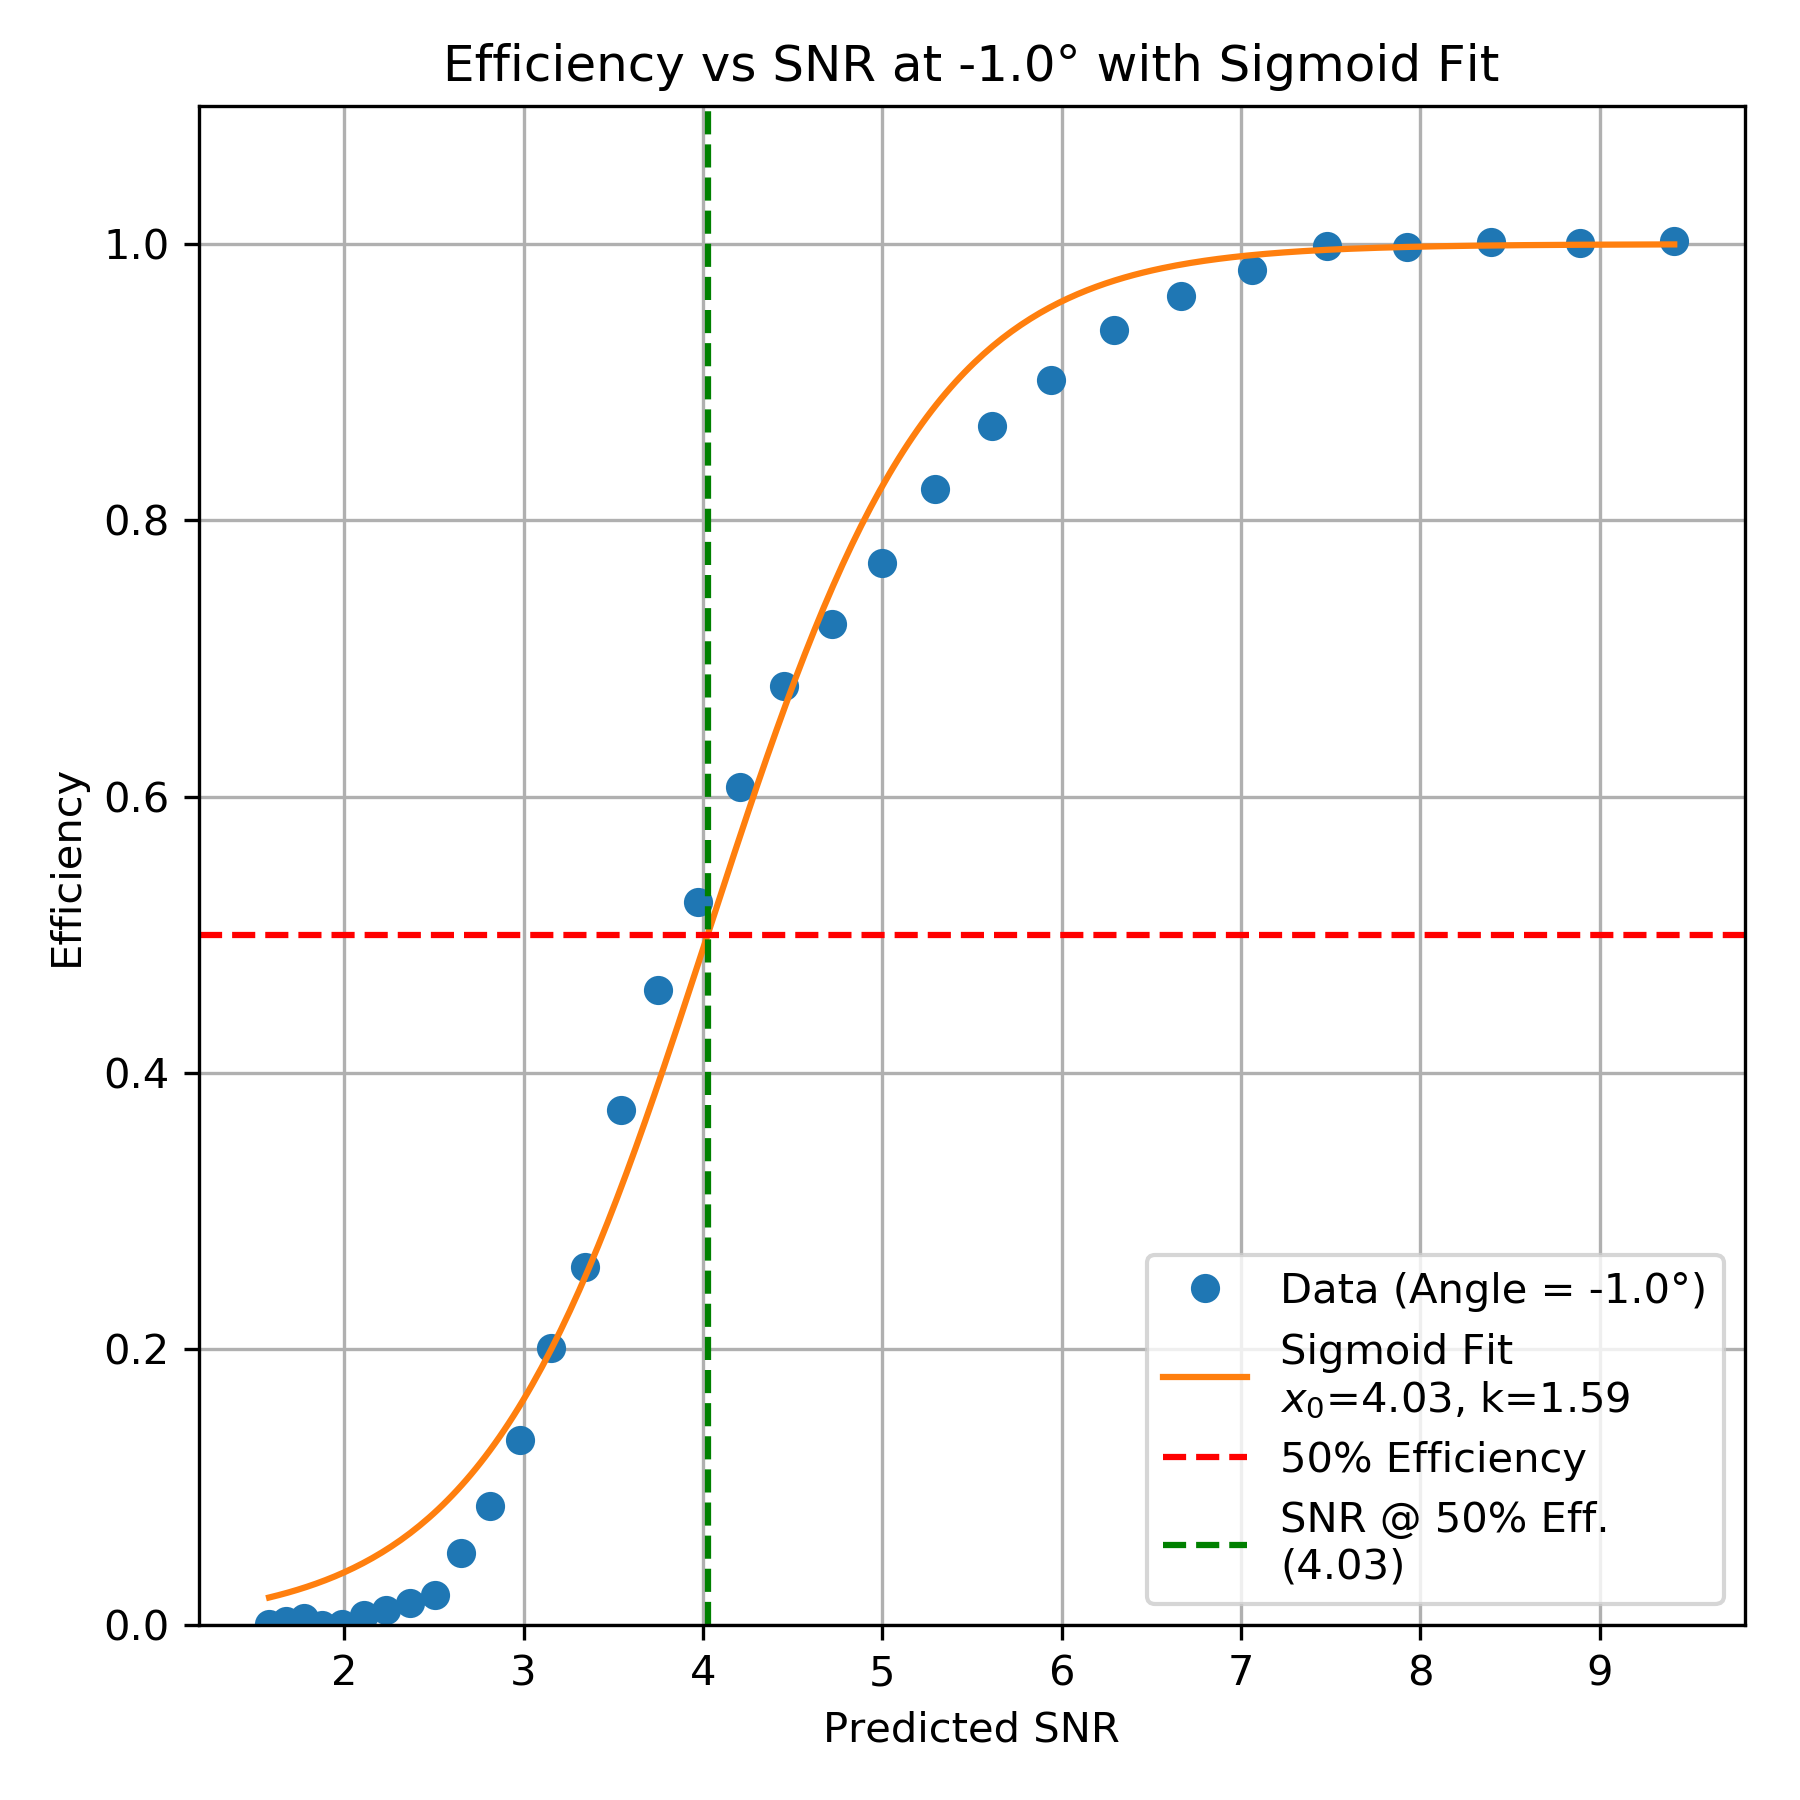 Efficiency vs SNR at -1.0° with Sigmoid Fit
Efficiency
1.0
0.8
0.6
0.4
0.2
0.0
2 3 4 5 6 7 8 9
Predicted SNR
Data (Angle = -1.0°)
Sigmoid Fit
x₀=4.03, k=1.59
50% Efficiency
SNR @ 50% Eff.
(4.03)